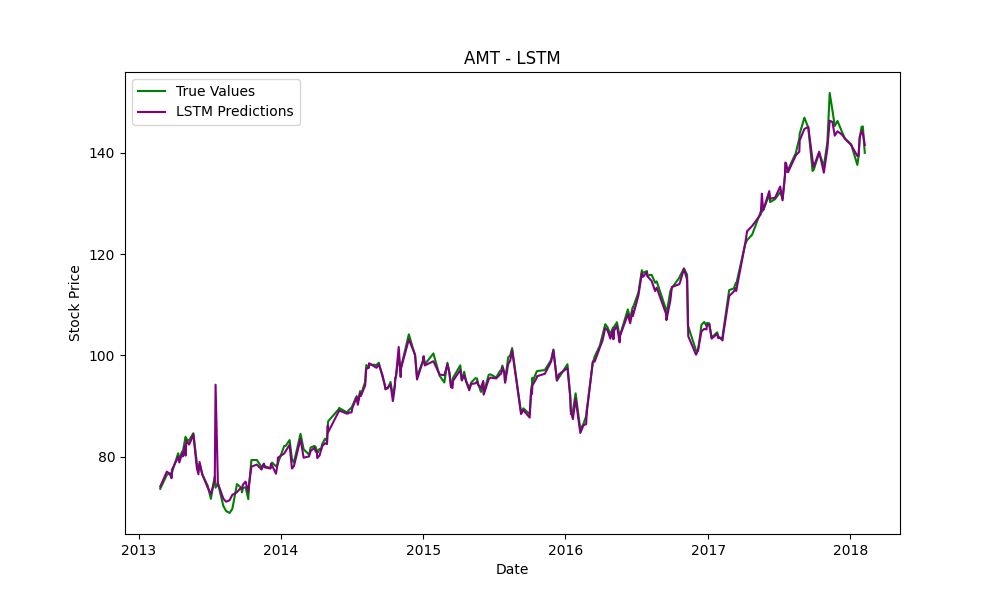 AMT - LSTM
True Values
LSTM Predictions
140
120
100
80
Stock Price
2013 2014 2015 2016 2017 2018
Date